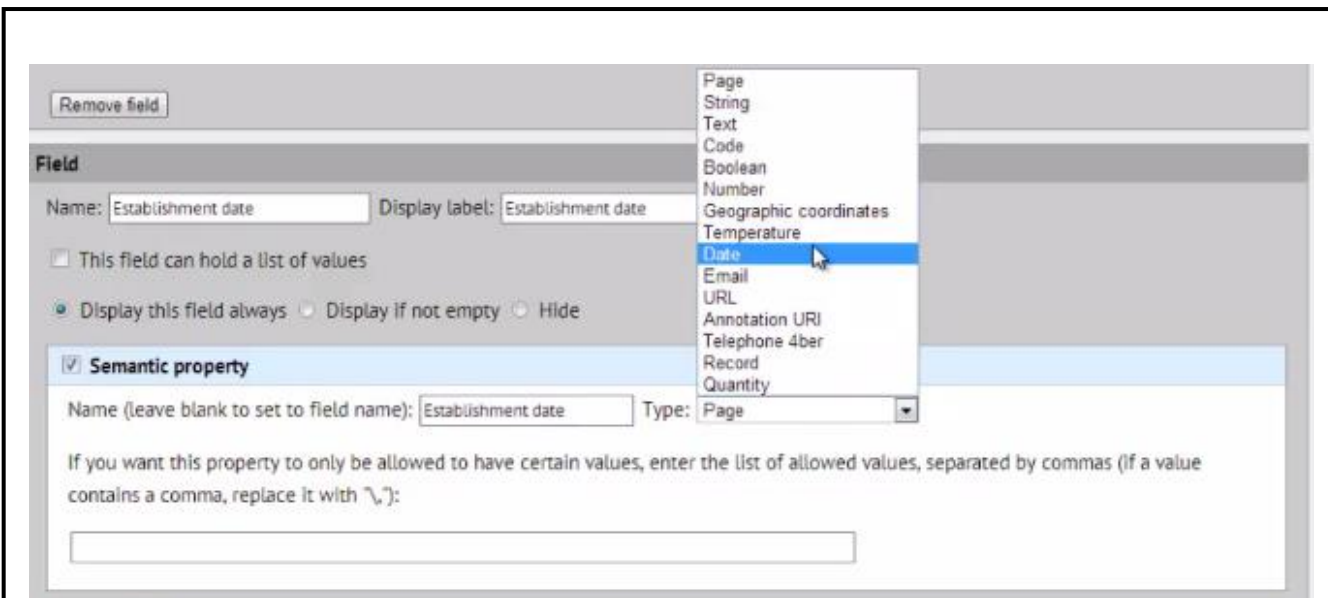 Remove field
Page
String
Text
Code
Boolean
Number
Geographic coordinates
Temperature
Date
Email
URL
Annotation URI
Telephone 4ber
Record
Quantity
Field
Name: Establishment date Display label: Establishment date
This field can hold a list of values
Display this field always Display if not empty Hide
Semantic property
Name (leave blank to set to field name): Establishment date Type: Page
If you want this property to only be allowed to have certain values, enter the list of allowed values, separated by commas (if a value
contains a comma, replace it with "\,"):